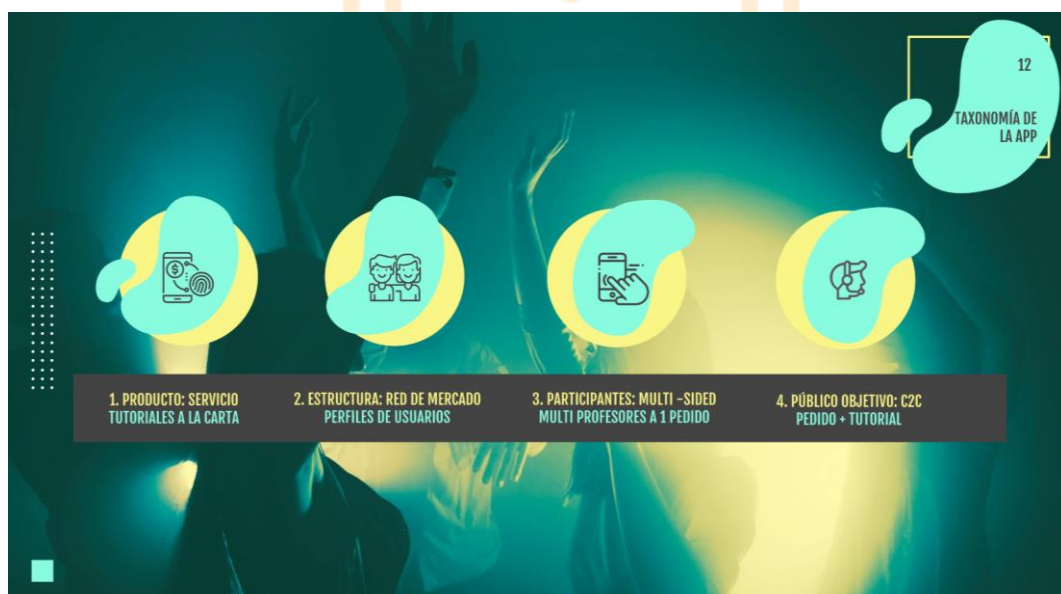 12
TAXONOMÍA DE
LA APP
1. PRODUCTO: SERVICIO
TUTORIALES A LA CARTA
2. ESTRUCTURA: RED DE MERCADO
PERFILES DE USUARIOS
3. PARTICIPANTES: MULTI –SIDED
MULTI PROFESORES A 1 PEDIDO
4. PÚBLICO OBJETIVO: C2C
PEDIDO + TUTORIAL